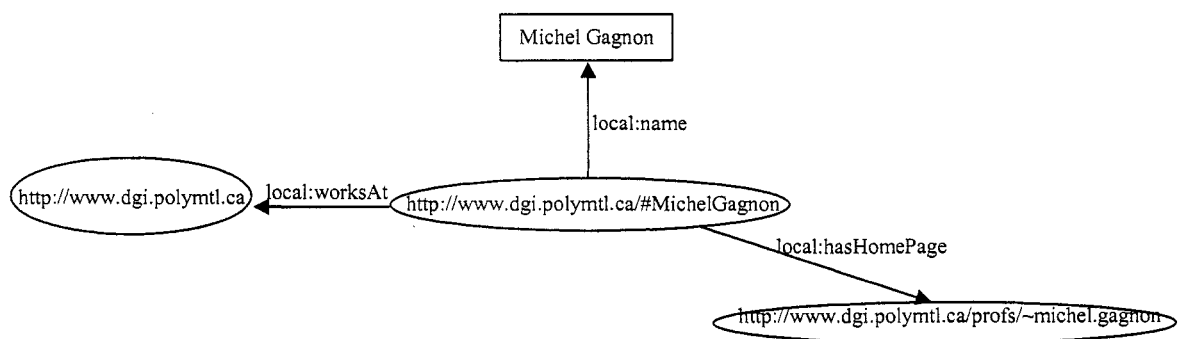 Michel Gagnon
local:name
http://www.dgi.polymtl.ca
local:worksAt
http://www.dgi.polymtl.ca/#MichelGagnon
local:hasHomePage
http://www.dgi.polymtl.ca/profs/~michel.gagnon